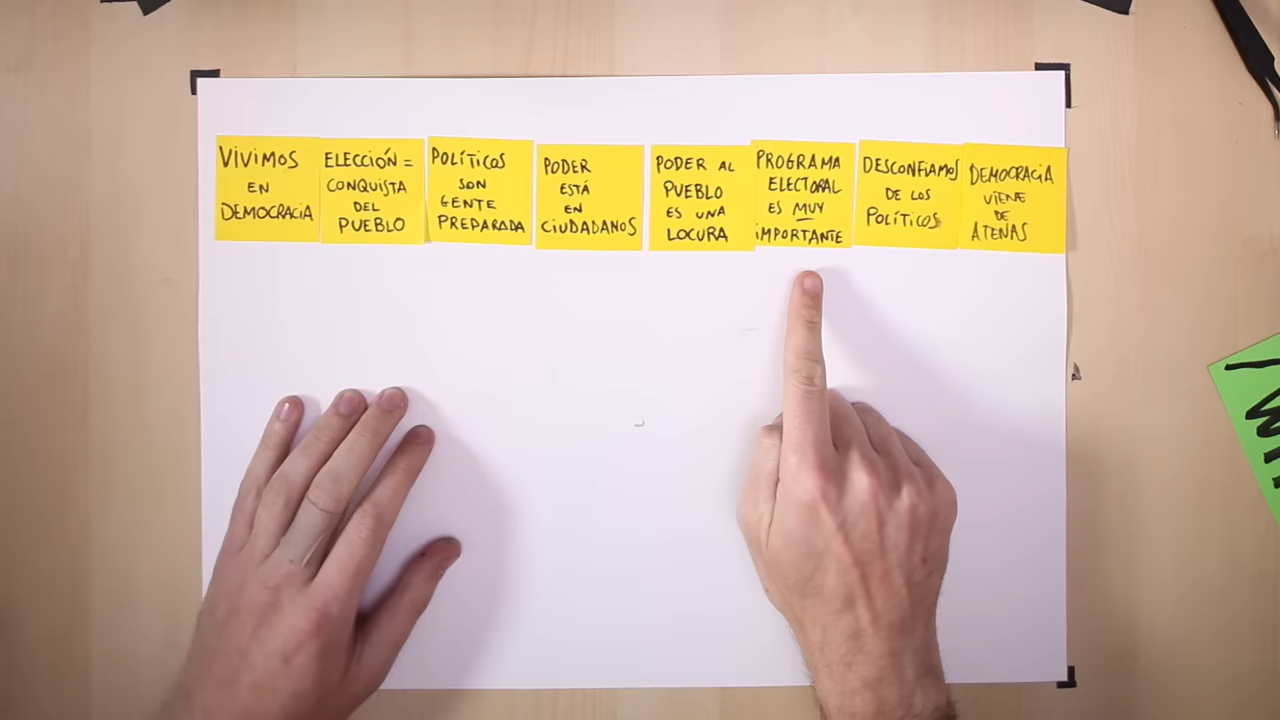 VIVIMOS
EN
DEMOCRACIA
ELECCIÓN =
CONQUISTA
DEL
PUEBLO
POLÍTICOS
SON
GENTE
PREPARADA
PODER
ESTÁ
EN
CIUDADANOS
PODER AL
PUEBLO
ES UNA
LOCURA
PROGRAMA
ELECTORAL
ES MUY
IMPORTANTE
DESCONFIAMOS
DE LOS
POLÍTICOS
DEMOCRACIA
VIENE
DE
ATENAS